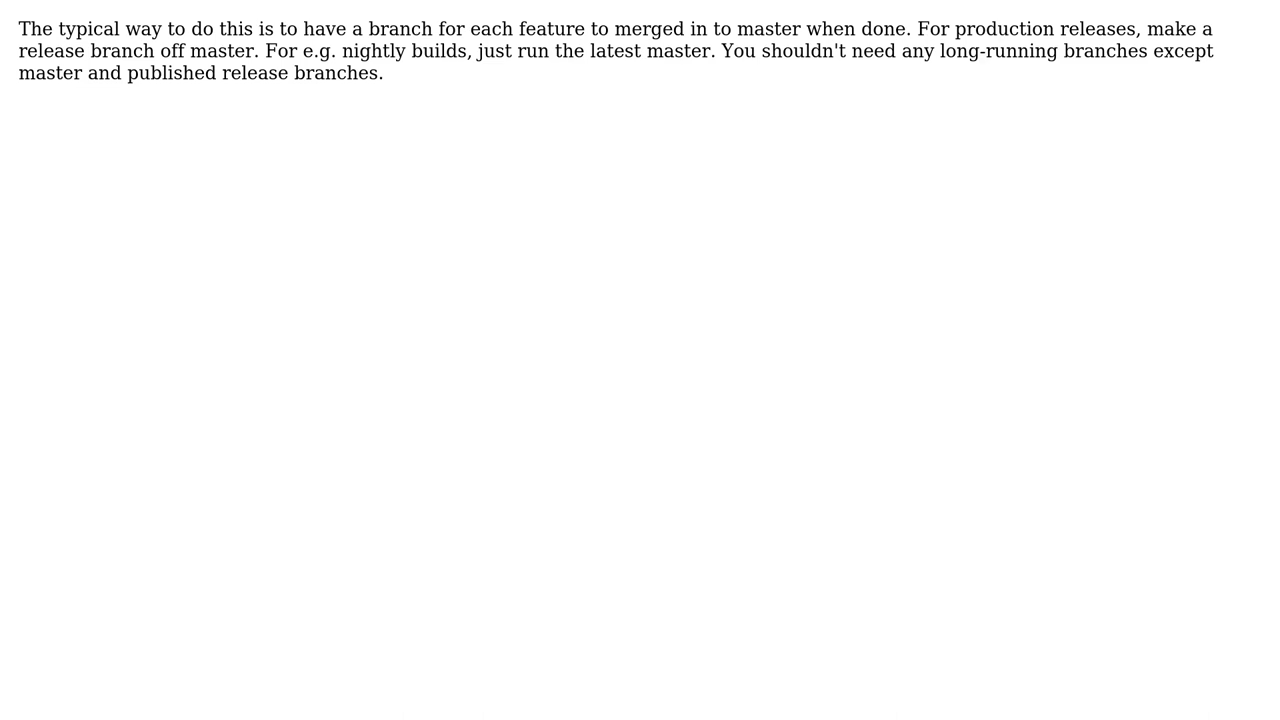 The typical way to do this is to have a branch for each feature to merged in to master when done. For production releases, make a
release branch off master. For e.g. nightly builds, just run the latest master. You shouldn't need any long-running branches except
master and published release branches.